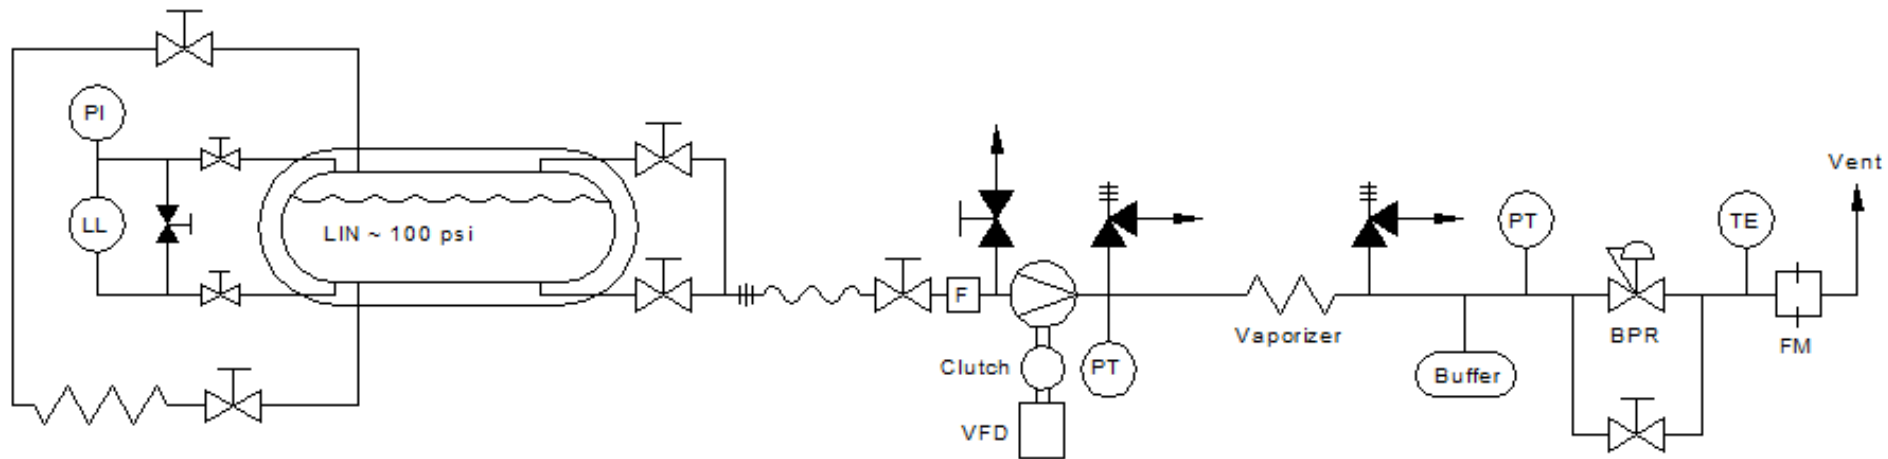 PI
LL
LIN ~ 100 psi
F
Clutch
VFD
PT
Vaporizer
Buffer
PT
BPR
TE
FM
Vent